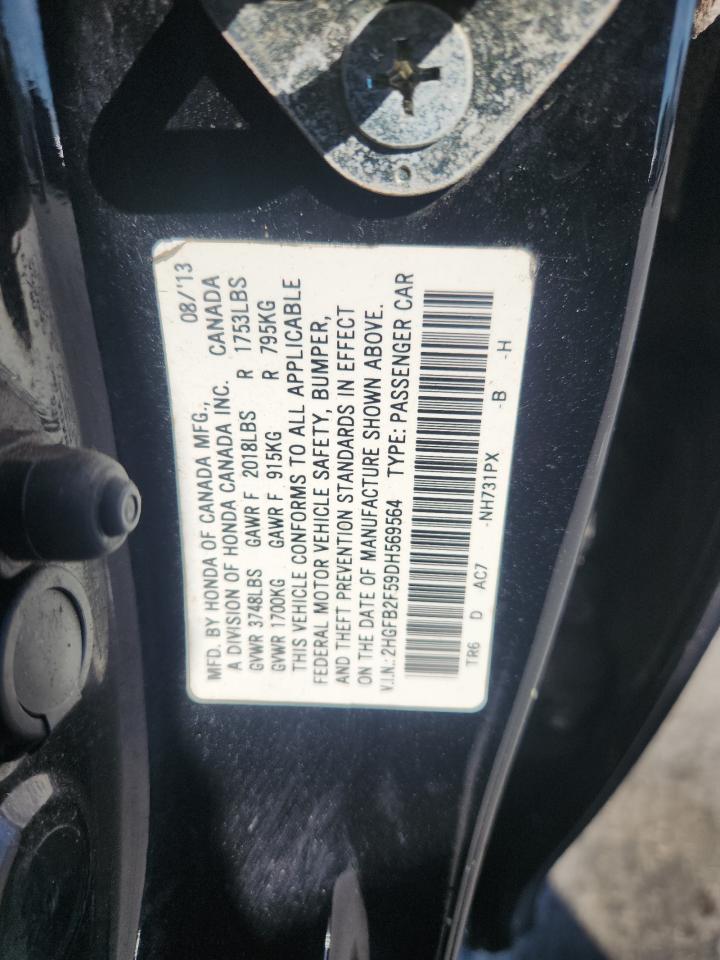 MFD. BY HONDA OF CANADA MFG., 08/'13
A DIVISION OF HONDA CANADA INC. CANADA
GVWR 3748LBS GAWR F 2018LBS R 1753LBS
GVWR 1700KG GAWR F 915KG R 795KG
THIS VEHICLE CONFORMS TO ALL APPLICABLE
FEDERAL MOTOR VEHICLE SAFETY, BUMPER,
AND THEFT PREVENTION STANDARDS IN EFFECT
ON THE DATE OF MANUFACTURE SHOWN ABOVE.
V.I.N.: 2HGFB2F59DH569564 TYPE: PASSENGER CAR
TR6 D AC7 -NH731PX -B -H